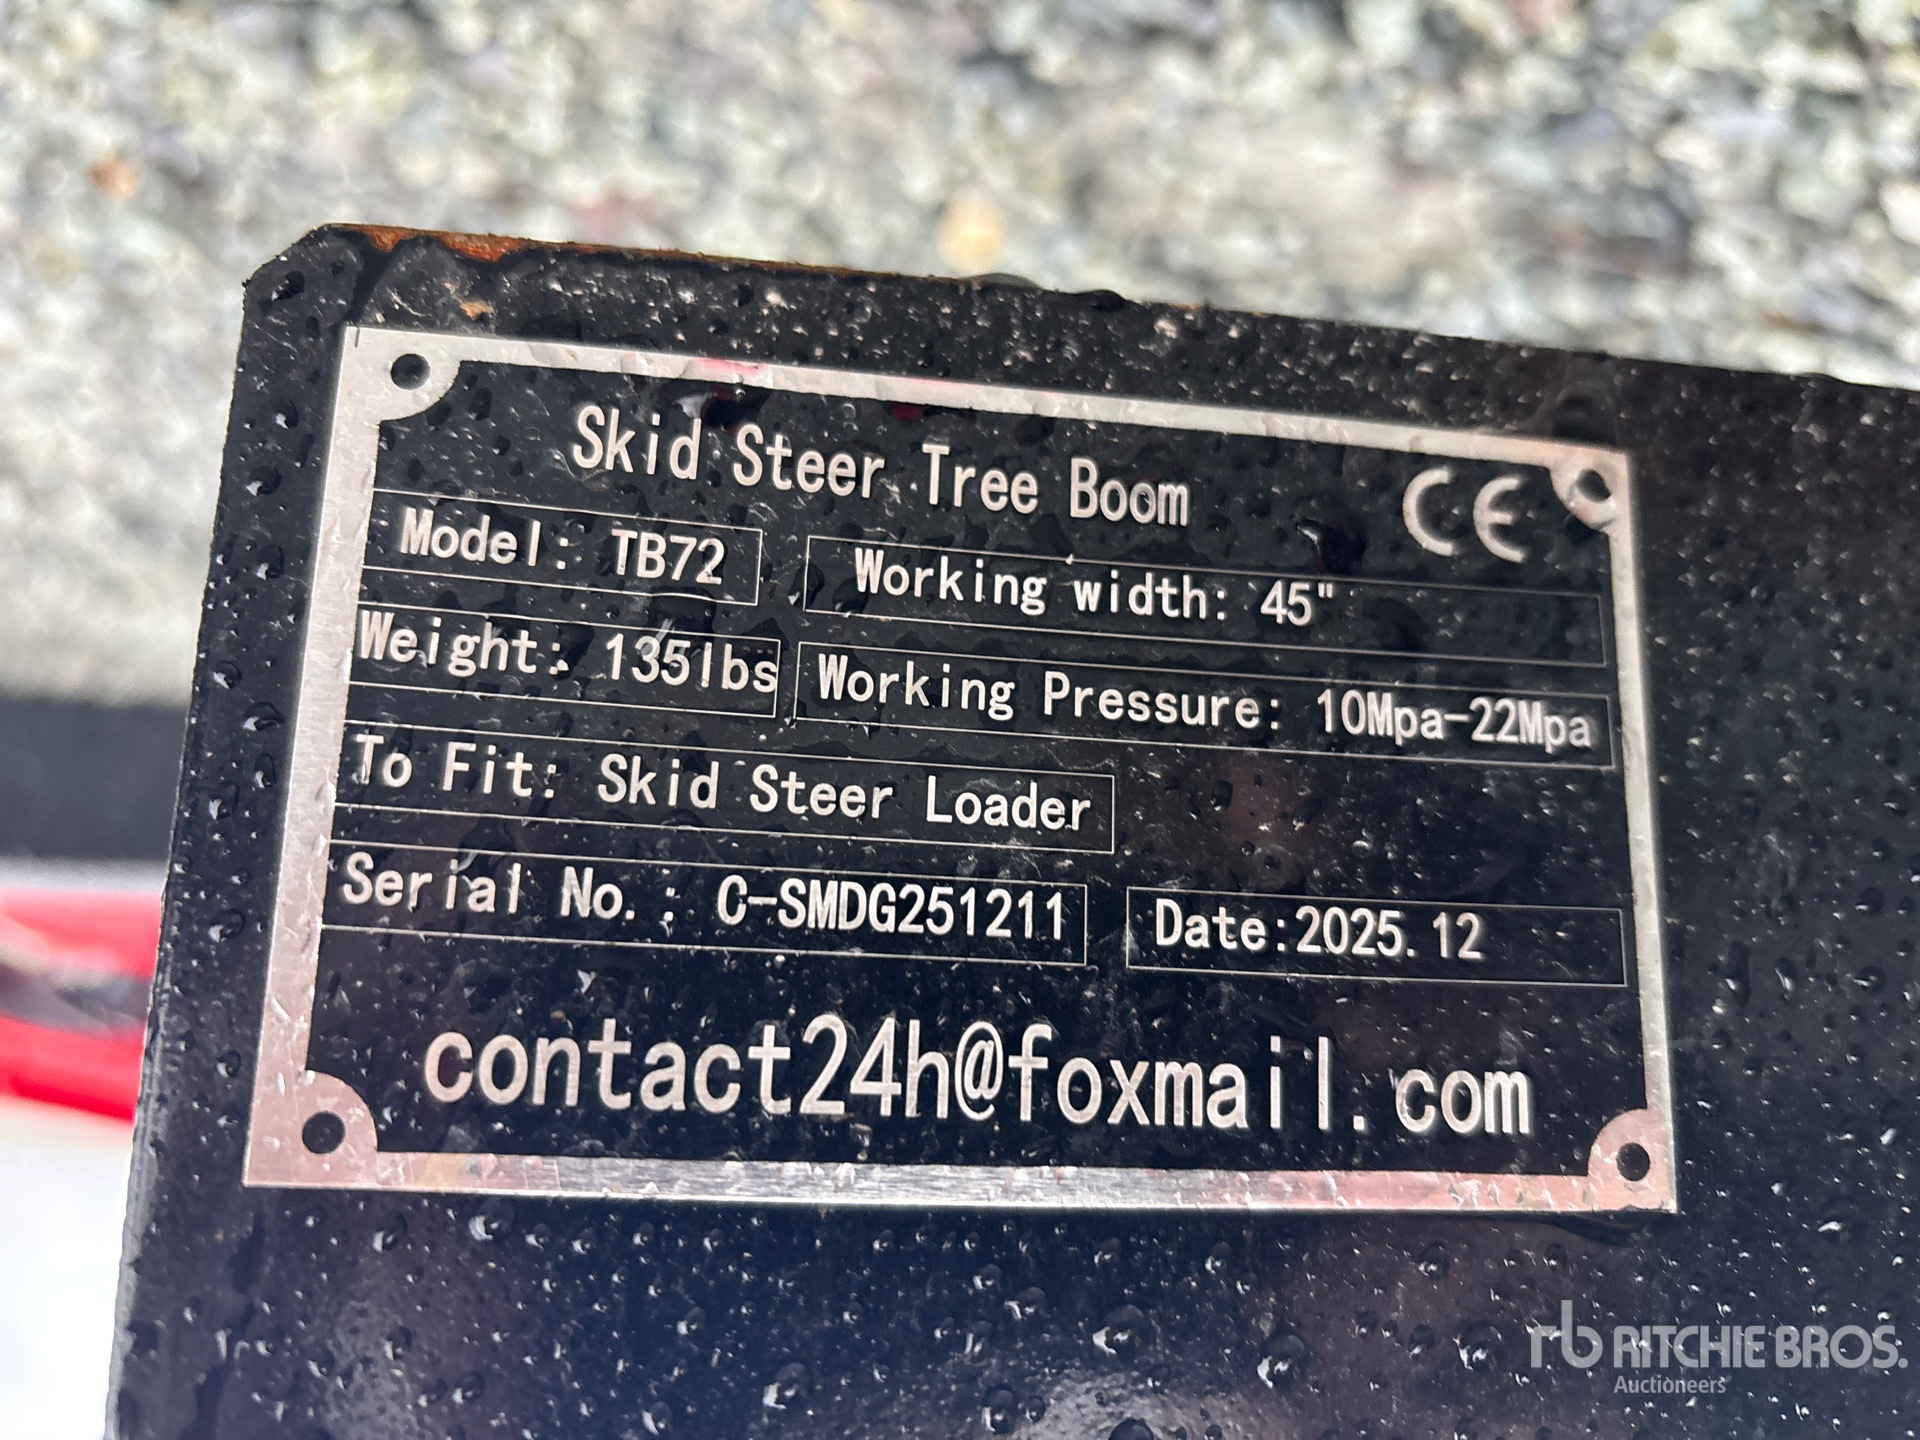 Skid Steer Tree Boom CE
Model: TB72 Working width: 45"
Weight: 135lbs Working Pressure: 10Mpa-22Mpa
To Fit: Skid Steer Loader
Serial No.: C-SMDG251211 Date:2025.12
contact24h@foxmail.com
rb RITCHIE BROS.
Auctioneers